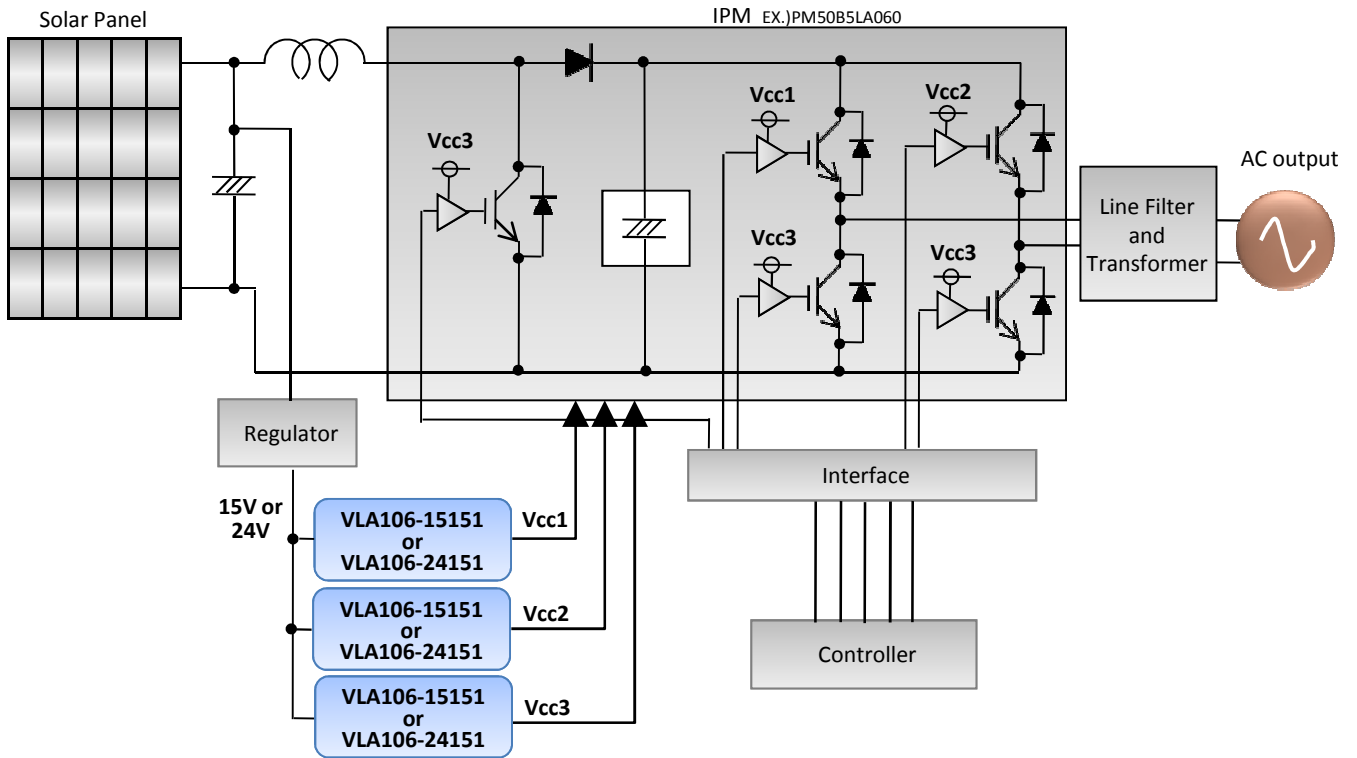 Solar Panel
IPM EX.)PM50B5LA060
Vcc1
Vcc2
Vcc3
AC output
Line Filter
and
Transformer
Vcc3
Vcc3
Regulator
Interface
15V or
24V
VLA106-15151
or
VLA106-24151
Vcc1
VLA106-15151
or
VLA106-24151
Vcc2
Controller
VLA106-15151
or
VLA106-24151
Vcc3